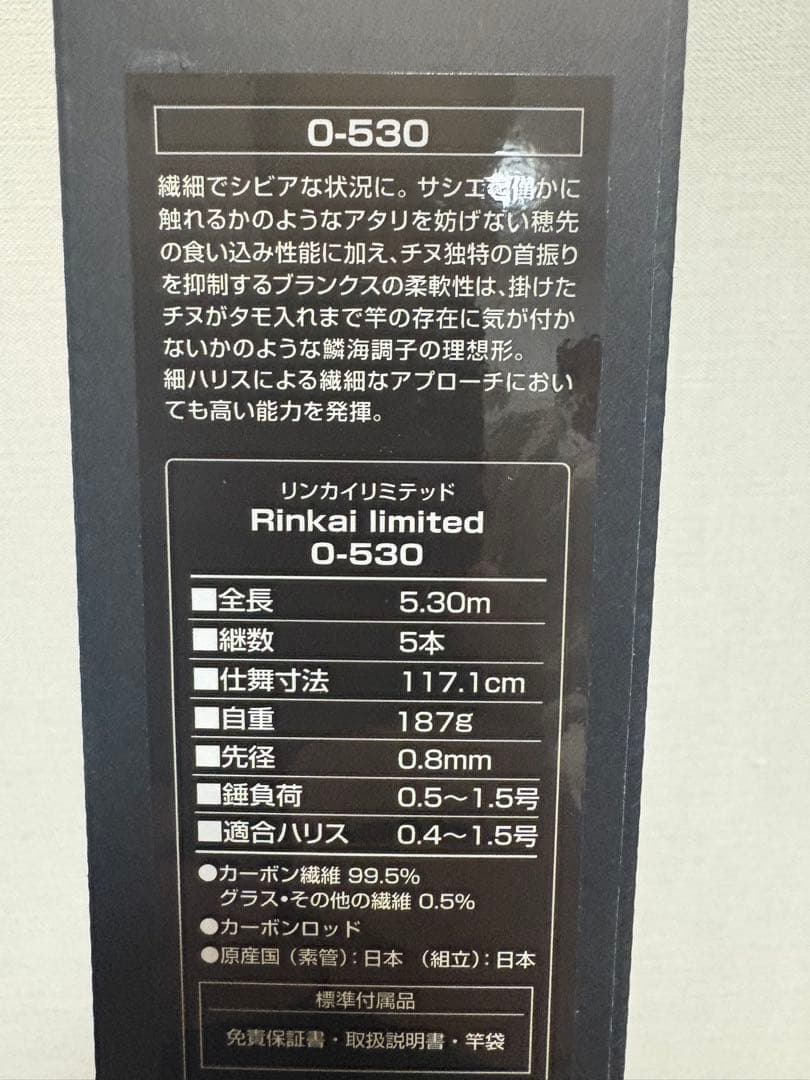 0-530
繊細でシビアな状況に。サシエを僅かに
触れるかのようなアタリを妨げない穂先
の食い込み性能に加え、チヌ独特の首振り
を抑制するブランクスの柔軟性は、掛けた
チヌがタモ入れまで竿の存在に気が付か
ないかのような鱗海調子の理想形。
細ハリスによる繊細なアプローチにおい
ても高い能力を発揮。
リンカイリミテッド
Rinkai limited
0-530
■全長 5.30m
■継数 5本
■仕舞寸法 117.1cm
■自重 187g
■先径 0.8mm
■錘負荷 0.5〜1.5号
■適合ハリス 0.4〜1.5号
●カーボン繊維 99.5%
グラス・その他の繊維 0.5%
●カーボンロッド
●原産国(素管):日本 (組立):日本
標準付属品
免責保証書・取扱説明書・竿袋